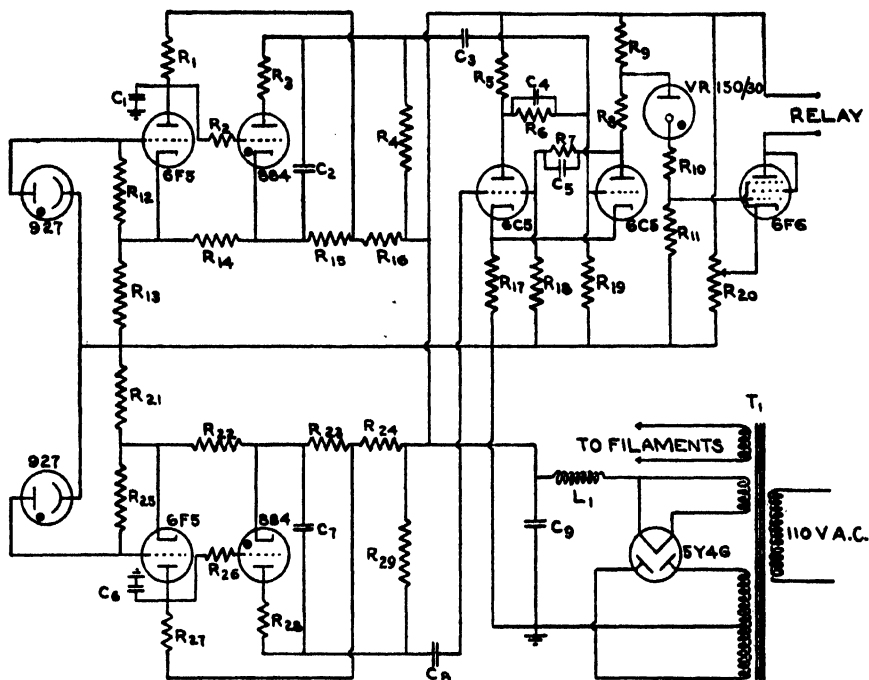 R1
C1
R2
R3
C3
R4
C2
R5
C4
R6
R7
C5
R9
R8
VR 150/30
RELAY
R10
R11
6F5
884
6C5
6C5
6F6
927
R12
R14
R15
R16
R13
R17
R18
R19
R20
R21
R22
R23
R24
927
R25
6F5
884
C6
R26
C7
R27
R28
R29
C8
T1
TO FILAMENTS
L1
C9
5Y4G
110 V A.C.